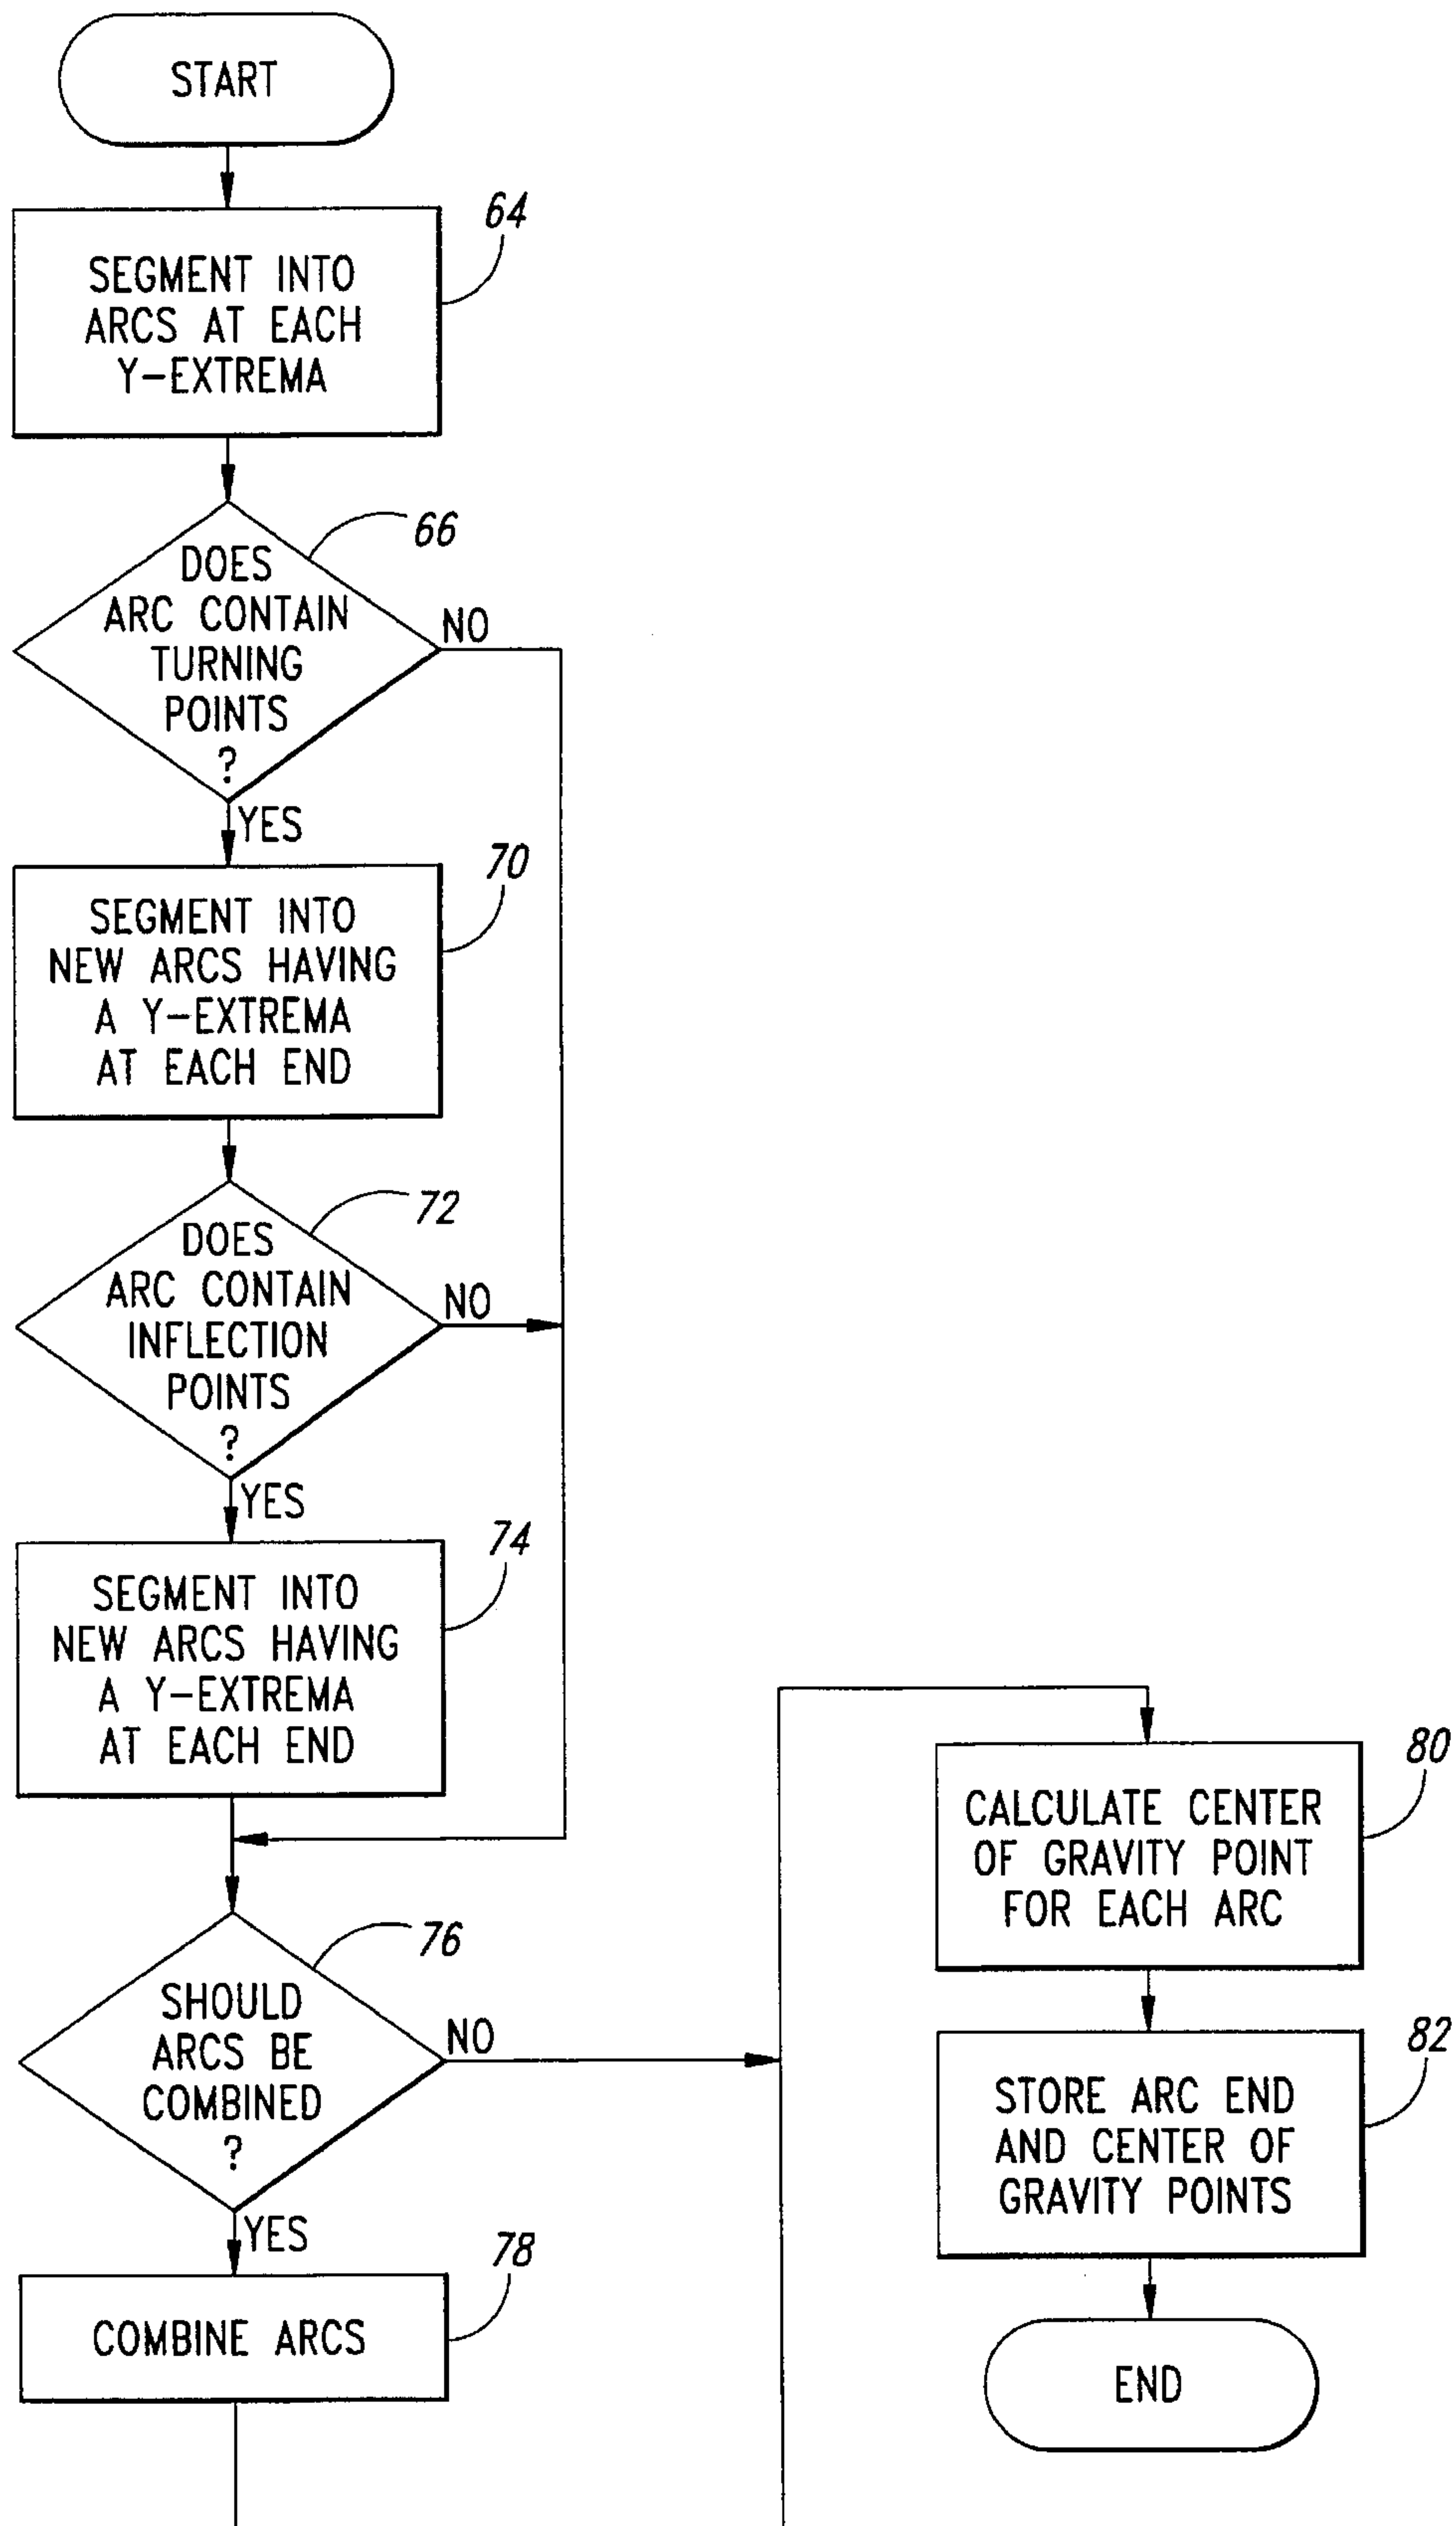 START
64
SEGMENT INTO
ARCS AT EACH
Y-EXTREMA
66
DOES
ARC CONTAIN
TURNING
POINTS
?
NO
YES
70
SEGMENT INTO
NEW ARCS HAVING
A Y-EXTREMA
AT EACH END
72
DOES
ARC CONTAIN
INFLECTION
POINTS
?
NO
YES
74
SEGMENT INTO
NEW ARCS HAVING
A Y-EXTREMA
AT EACH END
76
SHOULD
ARCS BE
COMBINED
?
NO
YES
78
COMBINE ARCS
80
CALCULATE CENTER
OF GRAVITY POINT
FOR EACH ARC
82
STORE ARC END
AND CENTER OF
GRAVITY POINTS
END